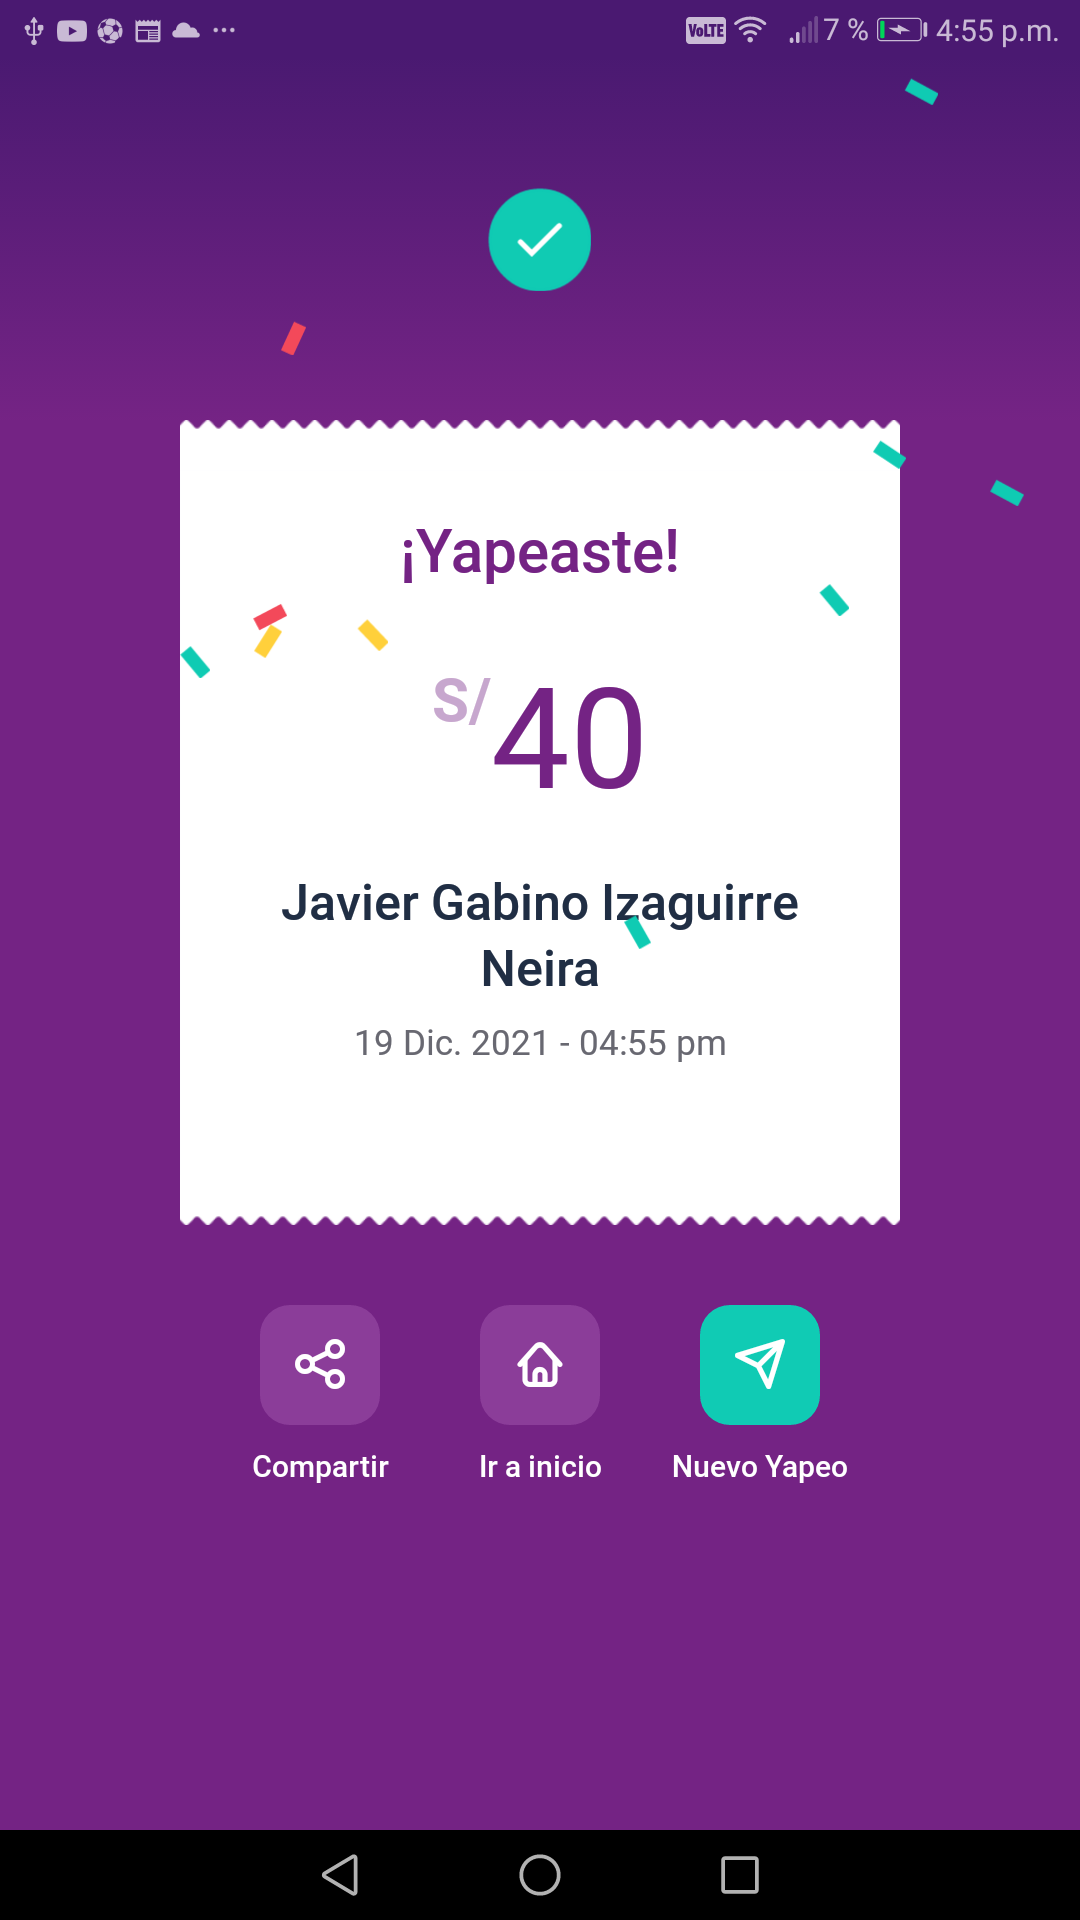 VoLTE 7 % 4:55 p.m.
¡Yapeaste!
S/40
Javier Gabino Izaguirre
Neira
19 Dic. 2021 - 04:55 pm
Compartir Ir a inicio Nuevo Yapeo